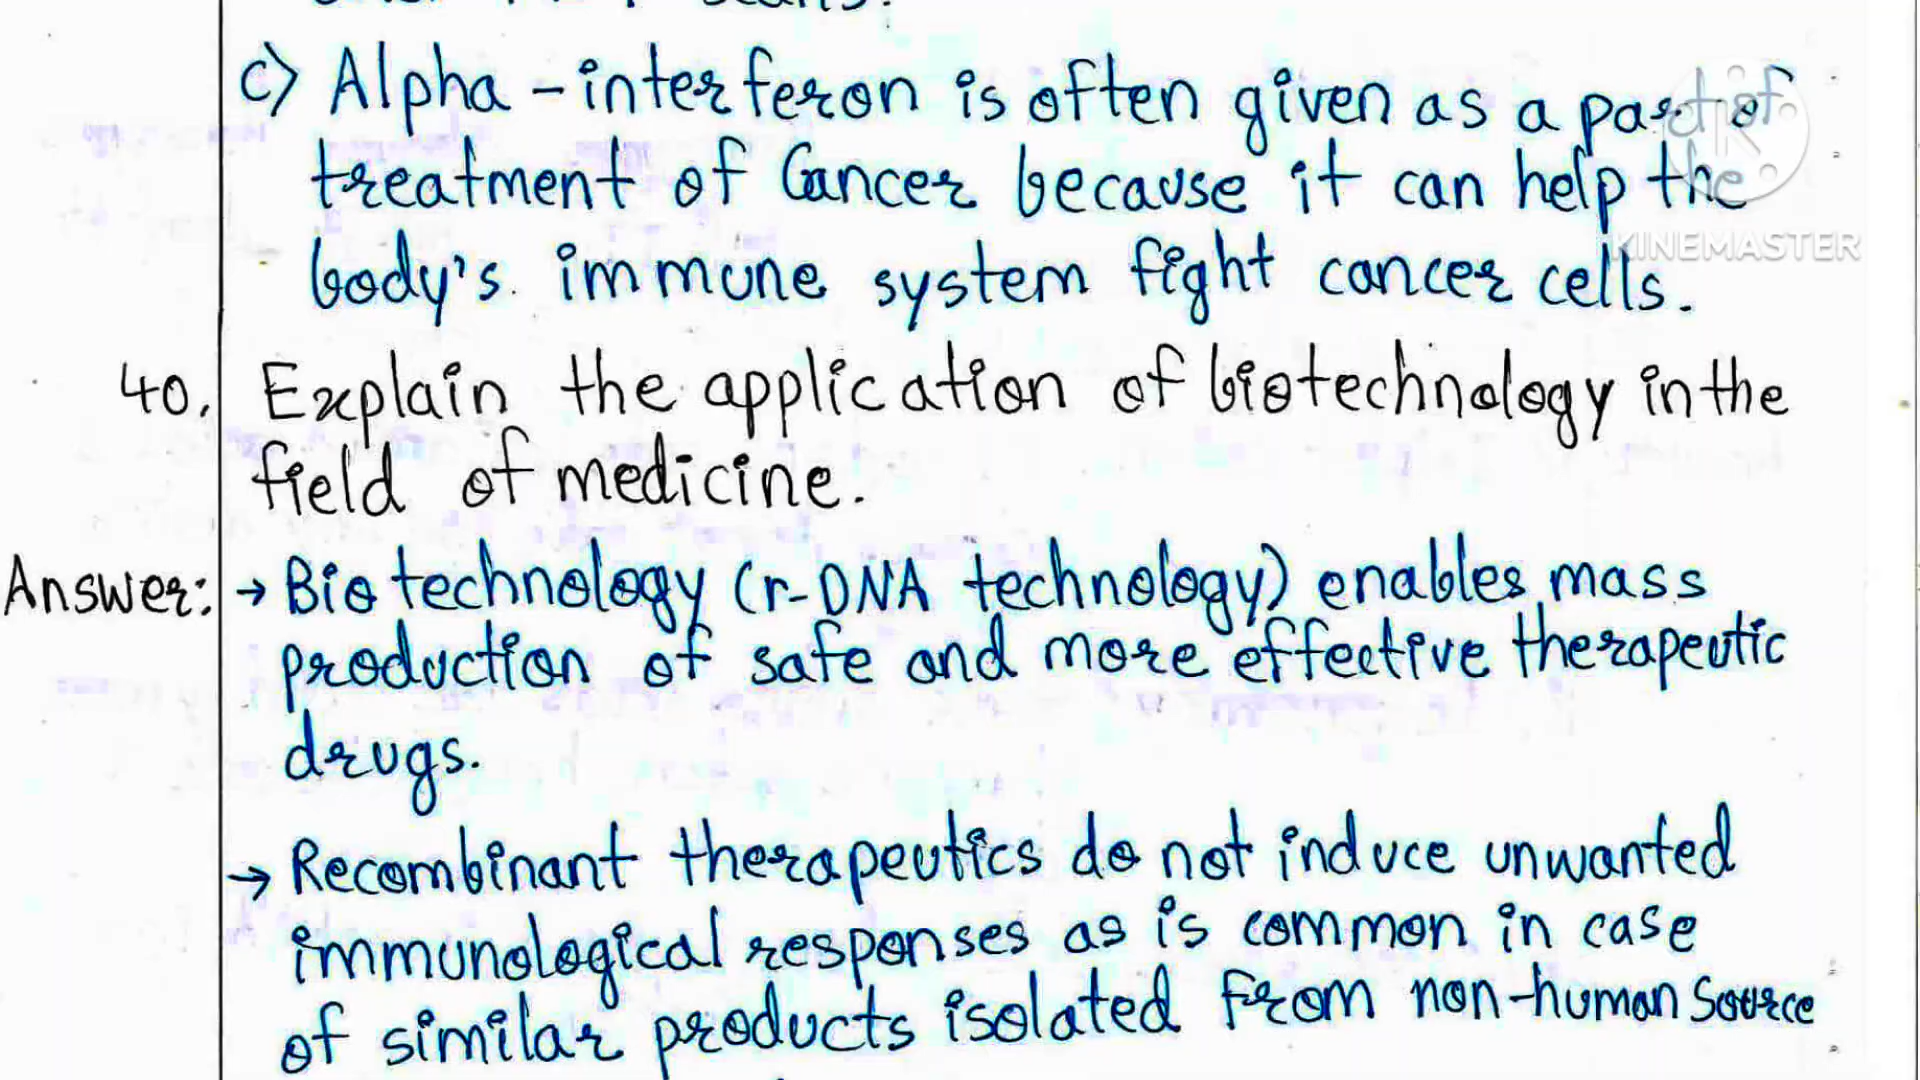 c) Alpha - interferon is often given as a part of
treatment of Cancer because it can help the
body's immune system fight cancer cells.
KINEMASTER
40. Explain the application of biotechnology in the
field of medicine.
Answer: → Biotechnology (r-DNA technology) enables mass
production of safe and more effective therapeutic
drugs.
→ Recombinant therapeutics do not induce unwanted
immunological responses as is common in case
of similar products isolated from non-human source